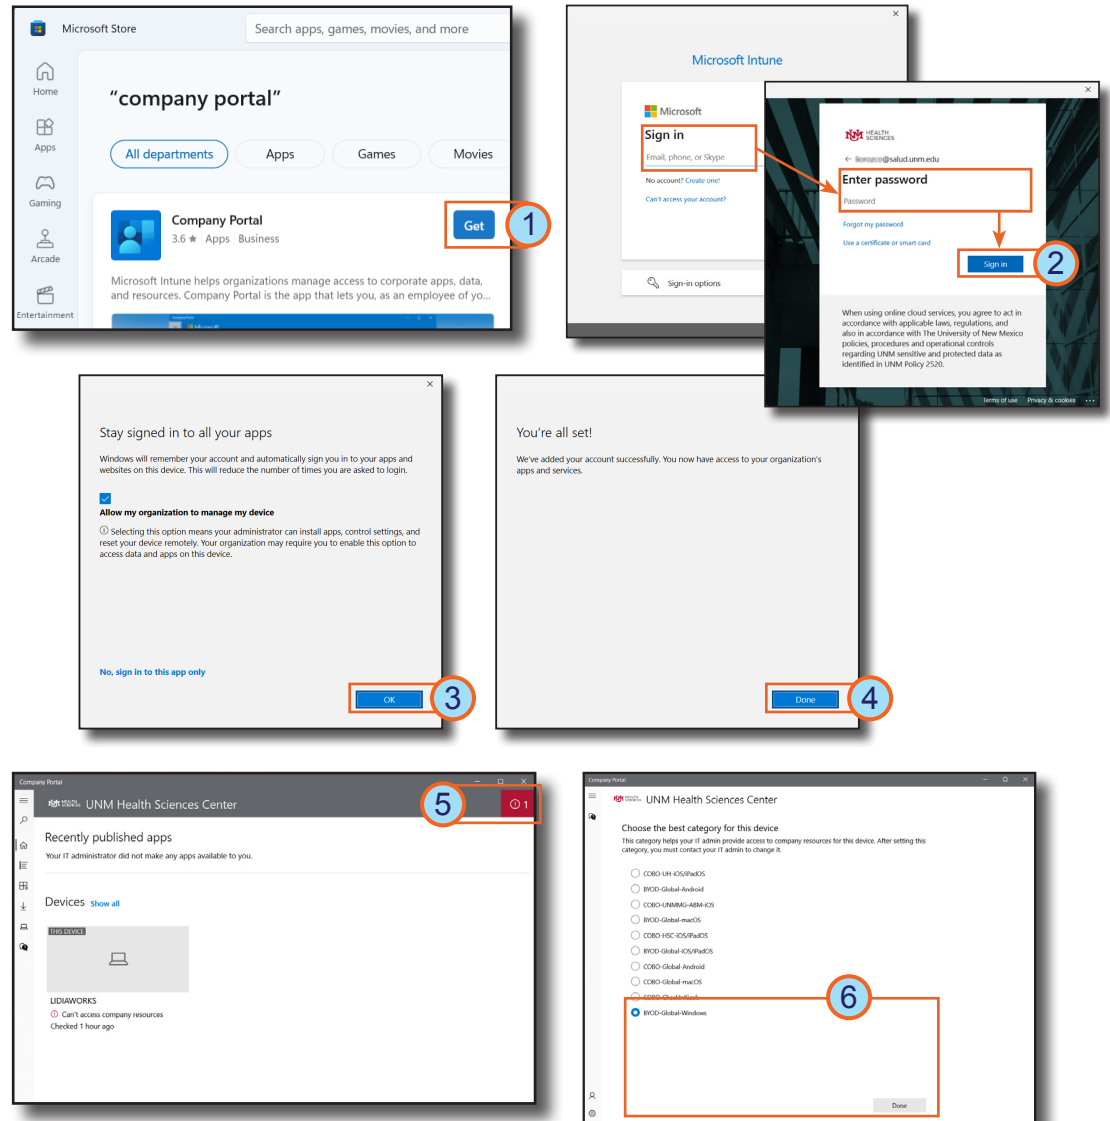 Microsoft Store
Search apps, games, movies, and more
Home
Apps
Gaming
Arcade
Entertainment
"company portal"
All departments
Apps
Games
Movies
Company Portal
3.6 ★ Apps Business
Get
1
Microsoft Intune helps organizations manage access to corporate apps, data,
and resources. Company Portal is the app that lets you, as an employee of yo...
Microsoft Intune
Microsoft
Sign in
Email, phone, or Skype
No account? Create one!
Can't access your account?
Sign-in options
UNM HEALTH
SCIENCES
@salud.unm.edu
Enter password
Password
Forgot my password
Use a certificate or smart card
Sign in
2
When using online cloud services, you agree to act in
accordance with applicable laws, regulations, and
also in accordance with The University of New Mexico
policies, procedures and operational controls
regarding UNM sensitive and protected data as
identified in UNM Policy 2520.
Terms of use Privacy & cookies ...
Stay signed in to all your apps
Windows will remember your account and automatically sign you in to your apps and
websites on this device. This will reduce the number of times you are asked to login.
Allow my organization to manage my device
Selecting this option means your administrator can install apps, control settings, and
reset your device remotely. Your organization may require you to enable this option to
access data and apps on this device.
No, sign in to this app only
OK
3
You're all set!
We've added your account successfully. You now have access to your organization's
apps and services.
Done
4
Company Portal
UNM HEALTH SCIENCES UNM Health Sciences Center
5
1
Recently published apps
Your IT administrator did not make any apps available to you.
Devices Show all
THIS DEVICE
LIDIAWORKS
Can't access company resources
Checked 1 hour ago
Company Portal
UNM HEALTH SCIENCES UNM Health Sciences Center
Choose the best category for this device
This category helps your IT admin provide access to company resources for this device. After setting this
category, you must contact your IT admin to change it.
COBO-UH-iOS/iPadOS
BYOD-Global-Android
COBO-UNMMG-ABM-iOS
BYOD-Global-macOS
COBO-HSC-iOS/iPadOS
BYOD-Global-iOS/iPadOS
COBO-Global-Android
COBO-Global-macOS
6
BYOD-Global-Windows
Done